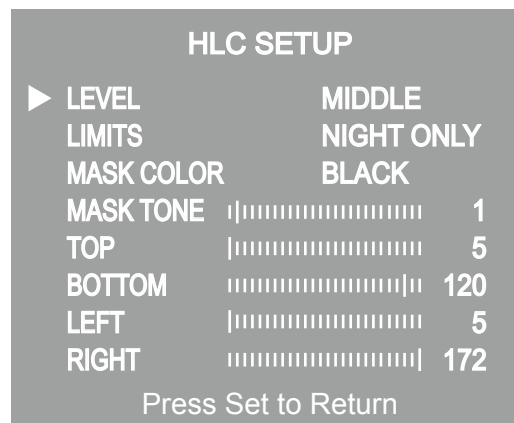 HLC SETUP
LEVEL MIDDLE
LIMITS NIGHT ONLY
MASK COLOR BLACK
MASK TONE 1
TOP 5
BOTTOM 120
LEFT 5
RIGHT 172
Press Set to Return